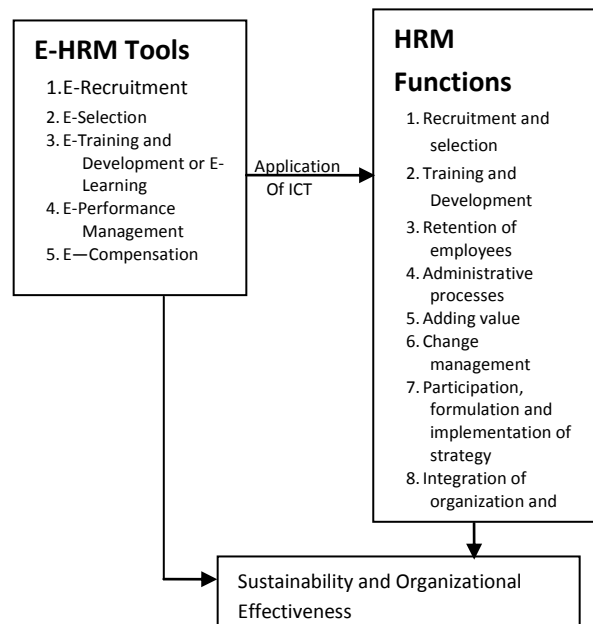 E-HRM Tools
1.E-Recruitment
2. E-Selection
3. E-Training and
Development or E-
Learning
4. E-Performance
Management
5. E—Compensation
Application
Of ICT
HRM
Functions
1. Recruitment and
selection
2. Training and
Development
3. Retention of
employees
4. Administrative
processes
5. Adding value
6. Change
management
7. Participation,
formulation and
implementation of
strategy
8. Integration of
organization and
Sustainability and Organizational
Effectiveness